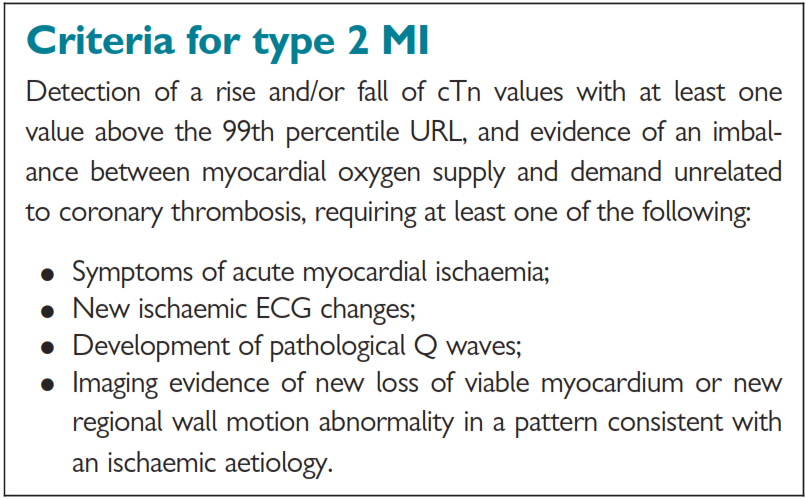 Criteria for type 2 MI
Detection of a rise and/or fall of cTn values with at least one
value above the 99th percentile URL, and evidence of an imbal-
ance between myocardial oxygen supply and demand unrelated
to coronary thrombosis, requiring at least one of the following:
● Symptoms of acute myocardial ischaemia;
● New ischaemic ECG changes;
● Development of pathological Q waves;
● Imaging evidence of new loss of viable myocardium or new
regional wall motion abnormality in a pattern consistent with
an ischaemic aetiology.